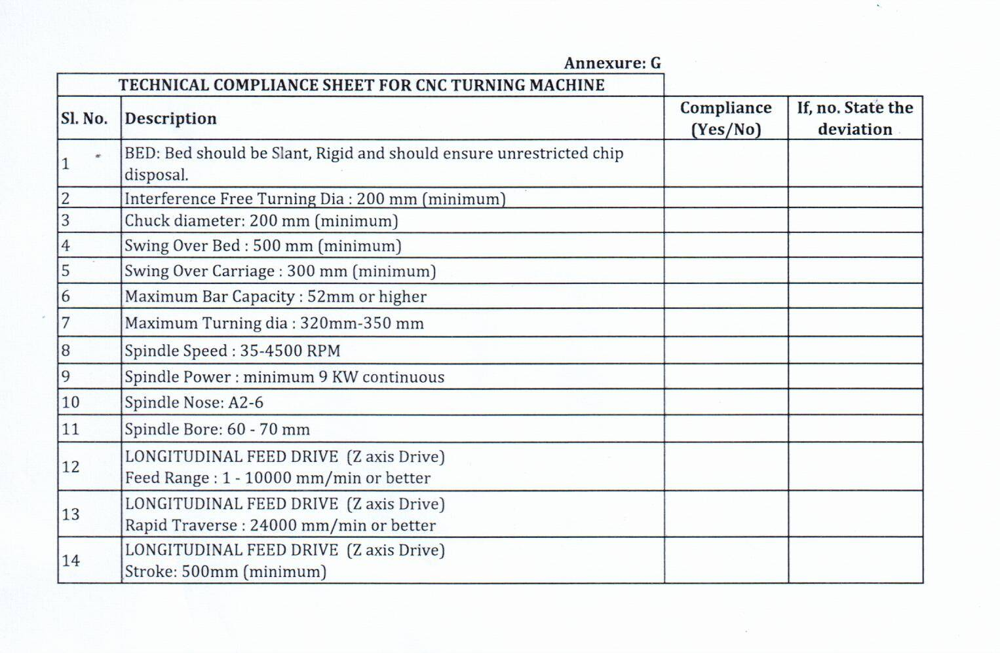 Annexure: G
TECHNICAL COMPLIANCE SHEET FOR CNC TURNING MACHINE
Sl. No. Description Compliance (Yes/No) If, no. State the deviation
1 BED: Bed should be Slant, Rigid and should ensure unrestricted chip
disposal.
2 Interference Free Turning Dia : 200 mm (minimum)
3 Chuck diameter: 200 mm (minimum)
4 Swing Over Bed : 500 mm (minimum)
5 Swing Over Carriage : 300 mm (minimum)
6 Maximum Bar Capacity : 52mm or higher
7 Maximum Turning dia : 320mm-350 mm
8 Spindle Speed : 35-4500 RPM
9 Spindle Power : minimum 9 KW continuous
10 Spindle Nose: A2-6
11 Spindle Bore: 60 - 70 mm
12 LONGITUDINAL FEED DRIVE (Z axis Drive)
Feed Range : 1 - 10000 mm/min or better
13 LONGITUDINAL FEED DRIVE (Z axis Drive)
Rapid Traverse : 24000 mm/min or better
14 LONGITUDINAL FEED DRIVE (Z axis Drive)
Stroke: 500mm (minimum)